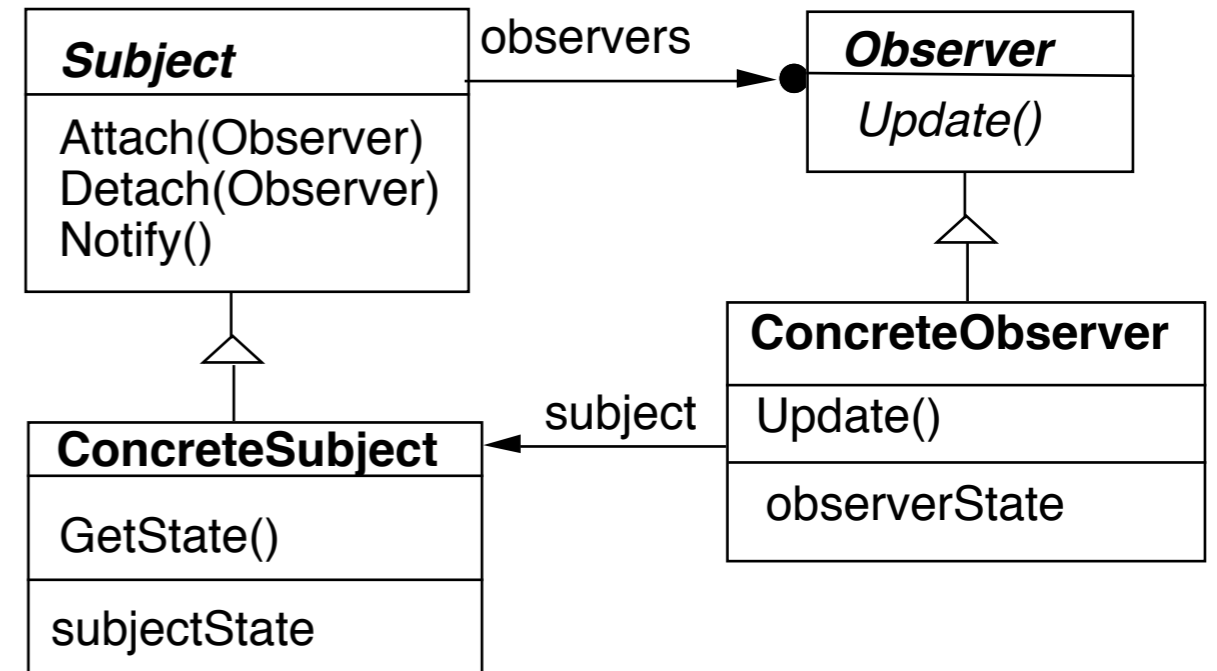 Subject
Attach(Observer)
Detach(Observer)
Notify()
observers
Observer
Update()
ConcreteSubject
GetState()
subjectState
subject
ConcreteObserver
Update()
observerState